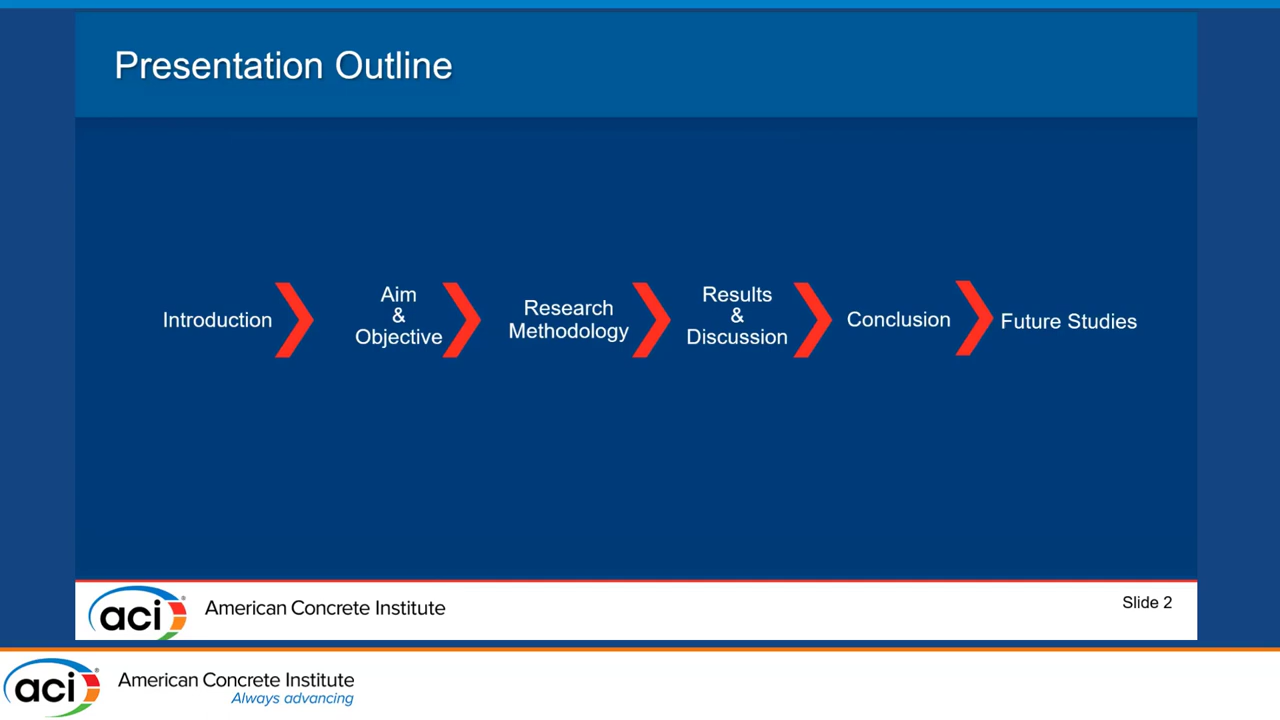 Presentation Outline
Introduction
Aim
&
Objective
Research
Methodology
Results
&
Discussion
Conclusion
Future Studies
aci®
American Concrete Institute
Slide 2
aci®
American Concrete Institute
Always advancing